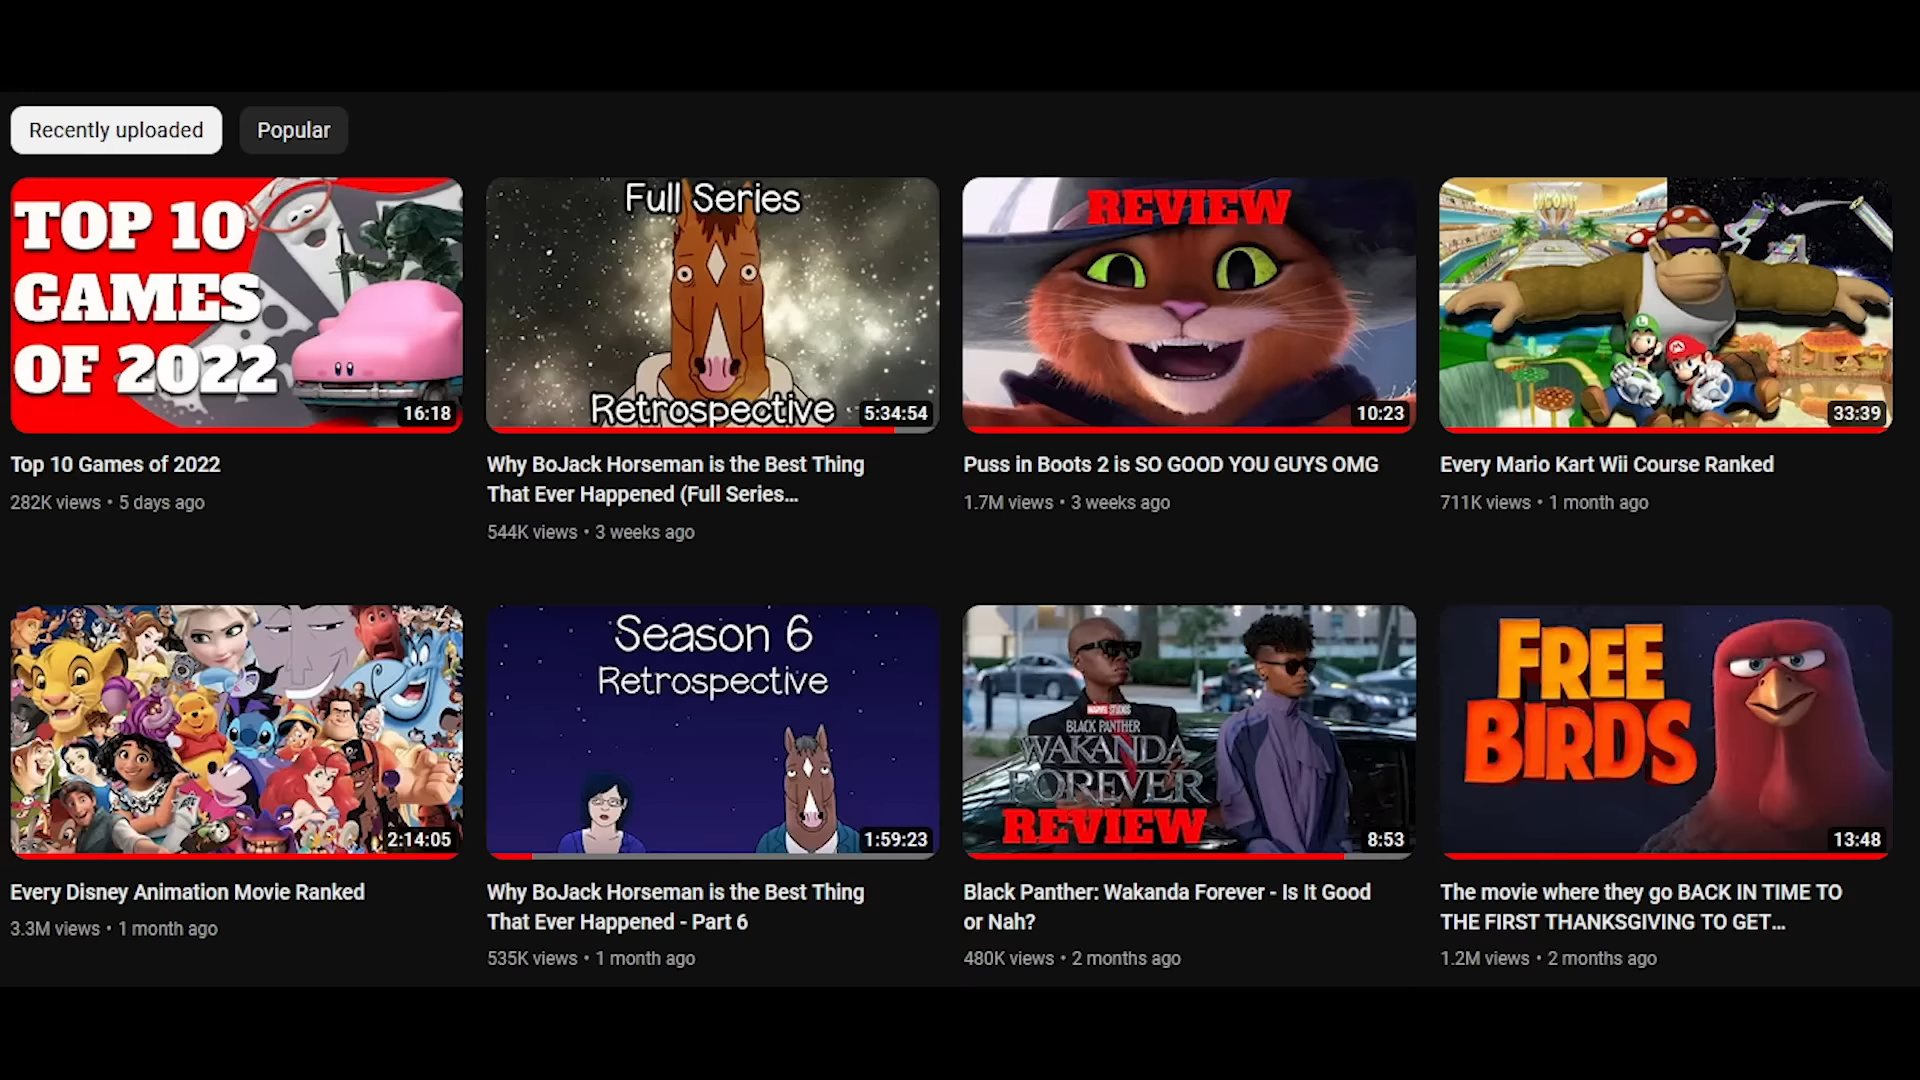 Recently uploaded
Popular
TOP 10
GAMES
OF 2022
16:18
Full Series
Retrospective
5:34:54
REVIEW
10:23
33:39
Top 10 Games of 2022
282K views • 5 days ago
Why BoJack Horseman is the Best Thing
That Ever Happened (Full Series...
544K views • 3 weeks ago
Puss in Boots 2 is SO GOOD YOU GUYS OMG
1.7M views • 3 weeks ago
Every Mario Kart Wii Course Ranked
711K views • 1 month ago
2:14:05
Season 6
Retrospective
1:59:23
MARVEL STUDIOS
BLACK PANTHER
WAKANDA
FOREVER
REVIEW
8:53
FREE
BIRDS
13:48
Every Disney Animation Movie Ranked
3.3M views • 1 month ago
Why BoJack Horseman is the Best Thing
That Ever Happened - Part 6
535K views • 1 month ago
Black Panther: Wakanda Forever - Is It Good
or Nah?
480K views • 2 months ago
The movie where they go BACK IN TIME TO
THE FIRST THANKSGIVING TO GET...
1.2M views • 2 months ago